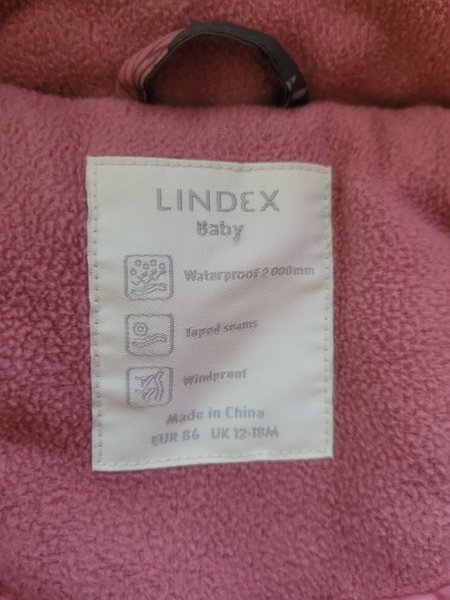 LINDEX
Baby
Waterproof 2 000mm
Taped seams
Windproof
Made in China
EUR 86 UK 12-18M